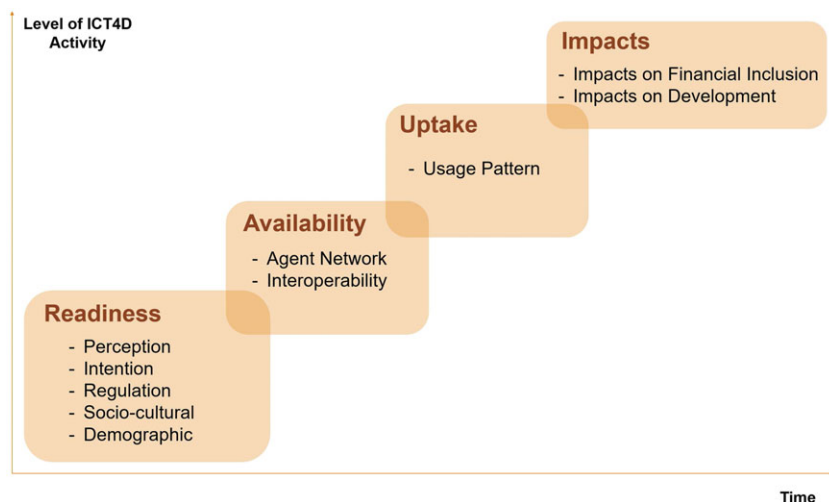 Level of ICT4D
Activity
Impacts
- Impacts on Financial Inclusion
- Impacts on Development
Uptake
- Usage Pattern
Availability
- Agent Network
- Interoperability
Readiness
- Perception
- Intention
- Regulation
- Socio-cultural
- Demographic
Time